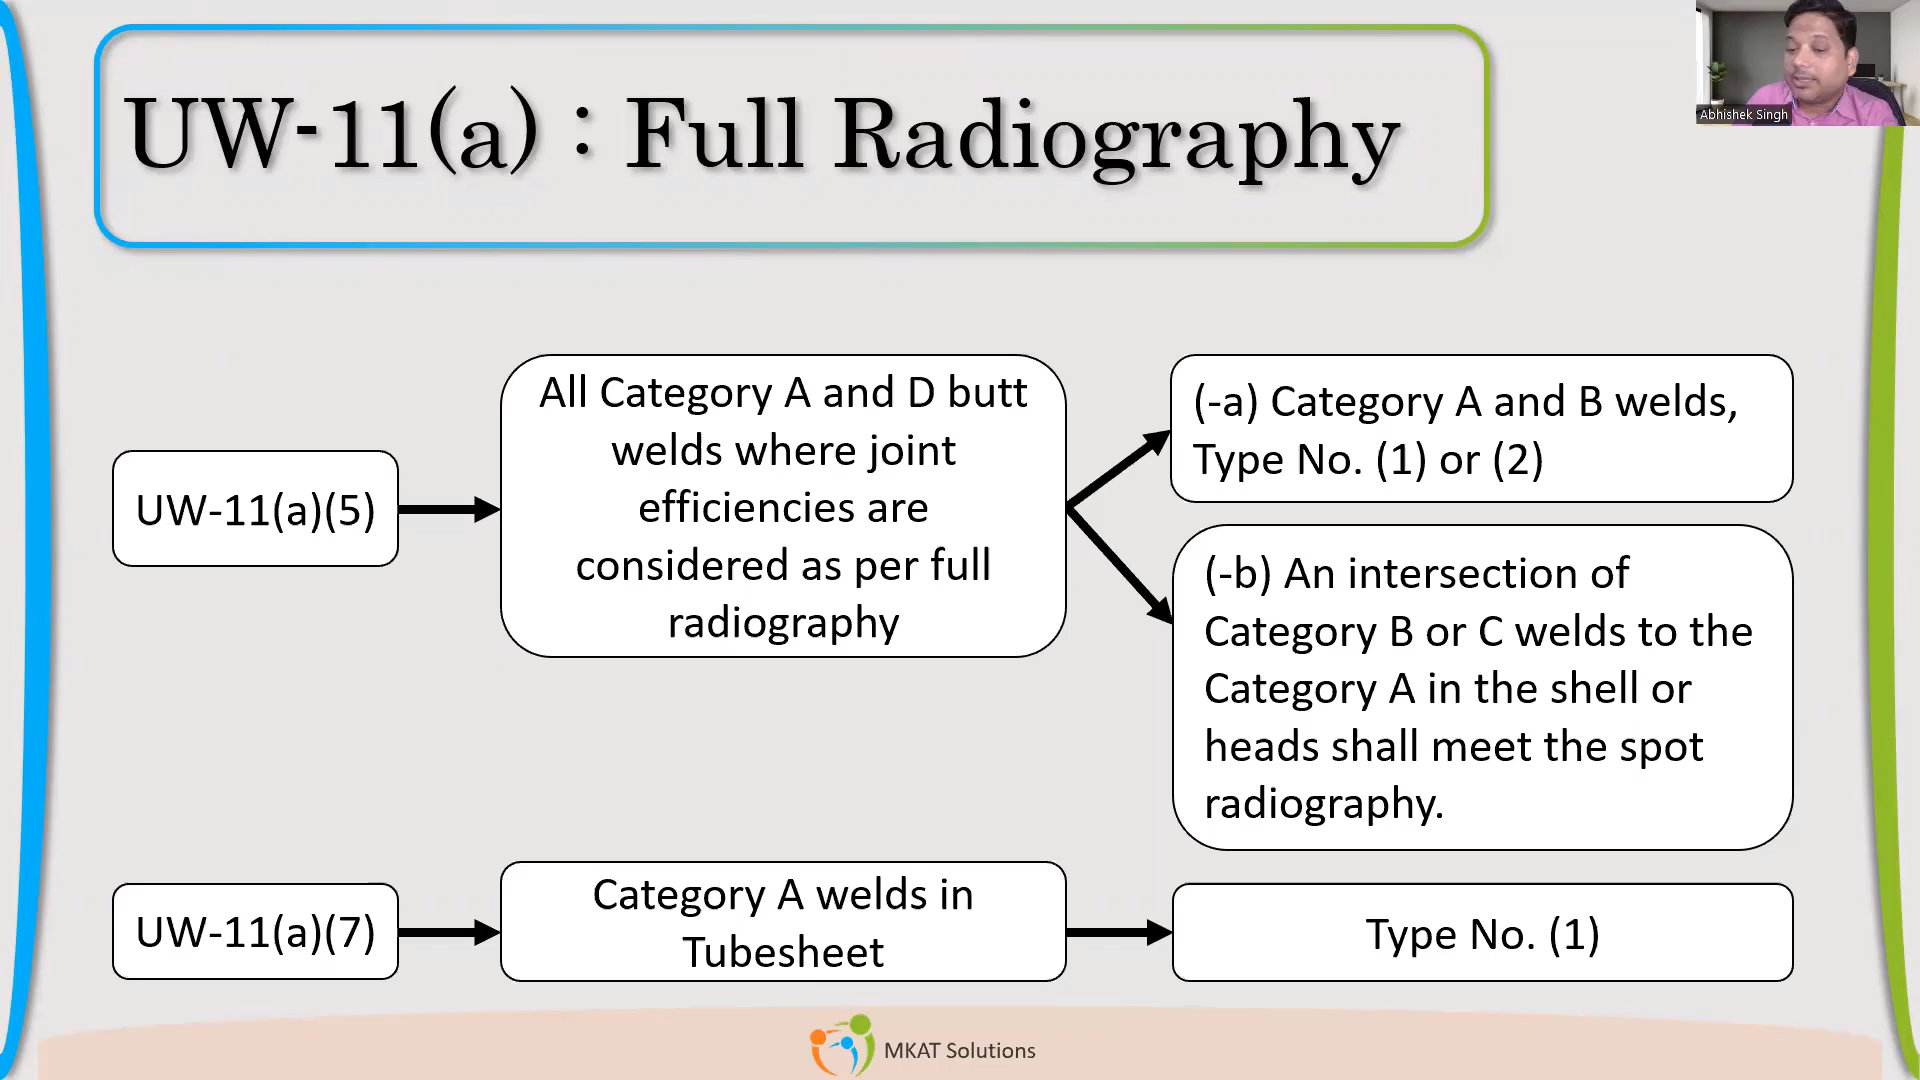 UW-11(a) : Full Radiography
Abhishek Singh
UW-11(a)(5)
All Category A and D butt
welds where joint
efficiencies are
considered as per full
radiography
(-a) Category A and B welds,
Type No. (1) or (2)
(-b) An intersection of
Category B or C welds to the
Category A in the shell or
heads shall meet the spot
radiography.
UW-11(a)(7)
Category A welds in
Tubesheet
Type No. (1)
MKAT Solutions